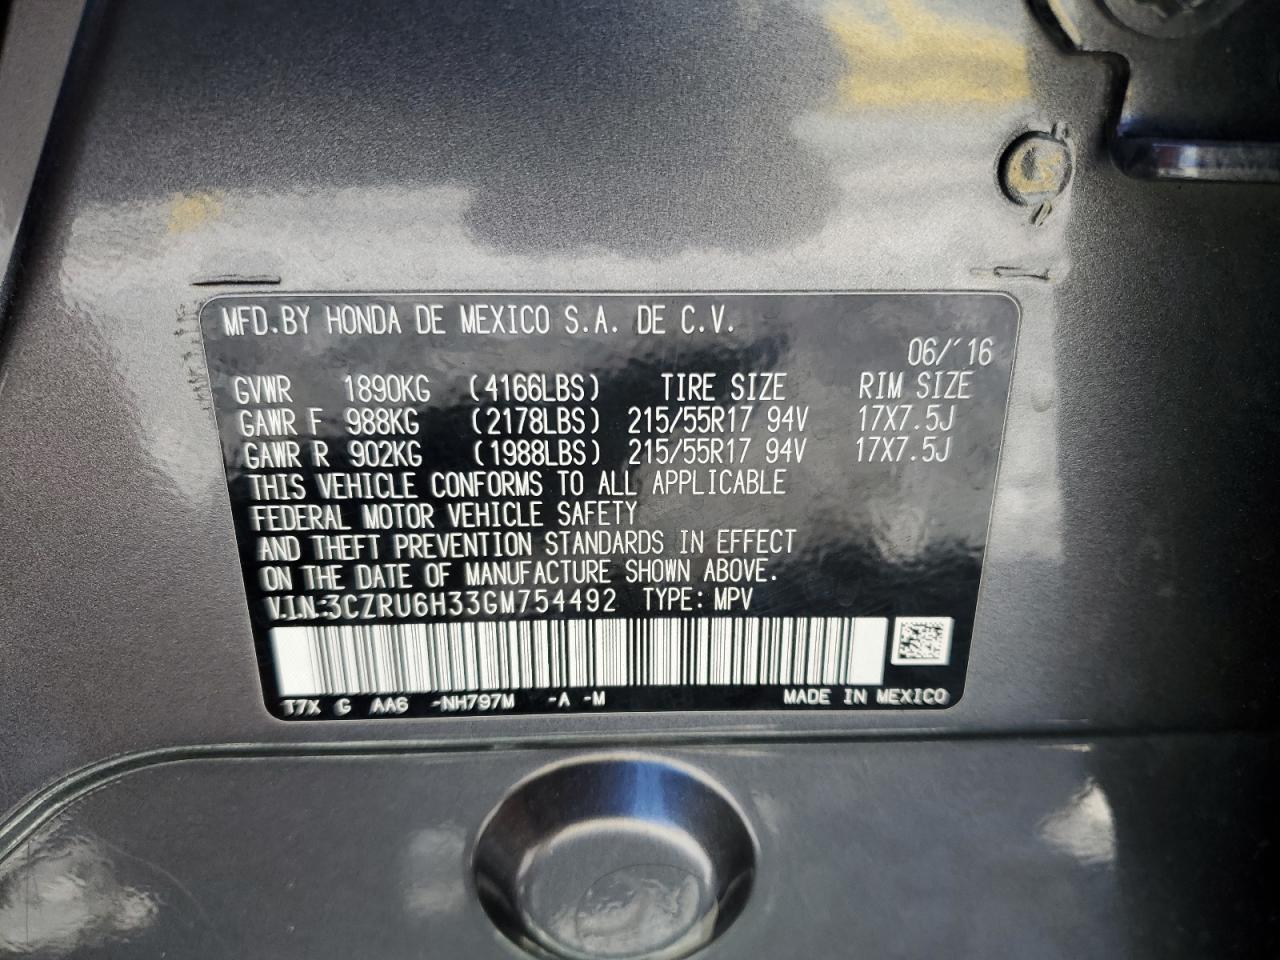 MFD.BY HONDA DE MEXICO S.A. DE C.V.
06/´16
GVWR 1890KG (4166LBS) TIRE SIZE RIM SIZE
GAWR F 988KG (2178LBS) 215/55R17 94V 17X7.5J
GAWR R 902KG (1988LBS) 215/55R17 94V 17X7.5J
THIS VEHICLE CONFORMS TO ALL APPLICABLE
FEDERAL MOTOR VEHICLE SAFETY
AND THEFT PREVENTION STANDARDS IN EFFECT
ON THE DATE OF MANUFACTURE SHOWN ABOVE.
V.I.N.:3CZRU6H33GM754492 TYPE: MPV
T7X G AA6 -NH797M -A -M MADE IN MEXICO